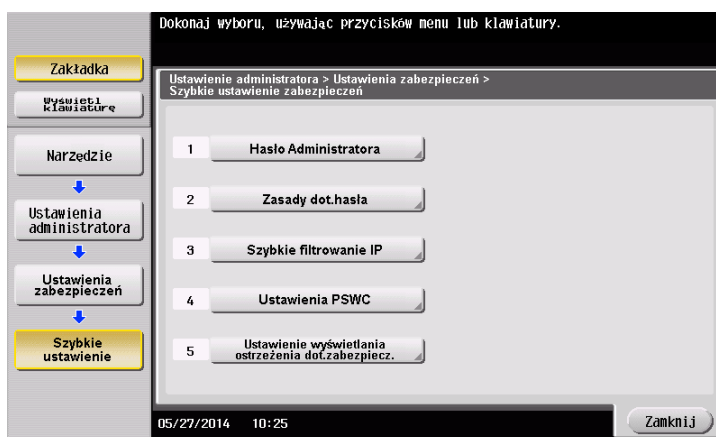 Dokonaj wyboru, używając przycisków menu lub klawiatury.
Zakładka
Wyświetl
klawiaturę
Narzędzie
Ustawienia
administratora
Ustawienia
zabezpieczeń
Szybkie
ustawienie
Ustawienie administratora > Ustawienia zabezpieczeń >
Szybkie ustawienie zabezpieczeń
1 Hasło Administratora
2 Zasady dot.hasła
3 Szybkie filtrowanie IP
4 Ustawienia PSWC
5 Ustawienie wyświetlania
ostrzeżenia dot.zabezpiecz.
05/27/2014 10:25
Zamknij